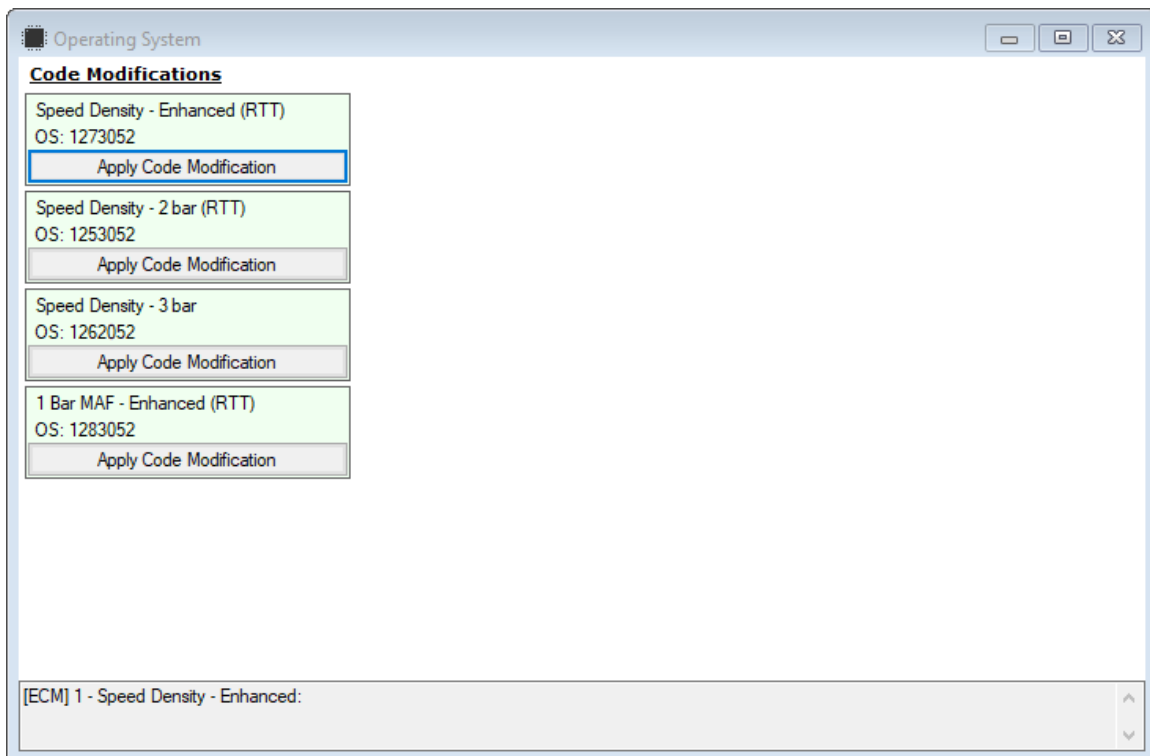 Operating System
Code Modifications
Speed Density - Enhanced (RTT)
OS: 1273052
Apply Code Modification
Speed Density - 2 bar (RTT)
OS: 1253052
Apply Code Modification
Speed Density - 3 bar
OS: 1262052
Apply Code Modification
1 Bar MAF - Enhanced (RTT)
OS: 1283052
Apply Code Modification
[ECM] 1 - Speed Density - Enhanced: